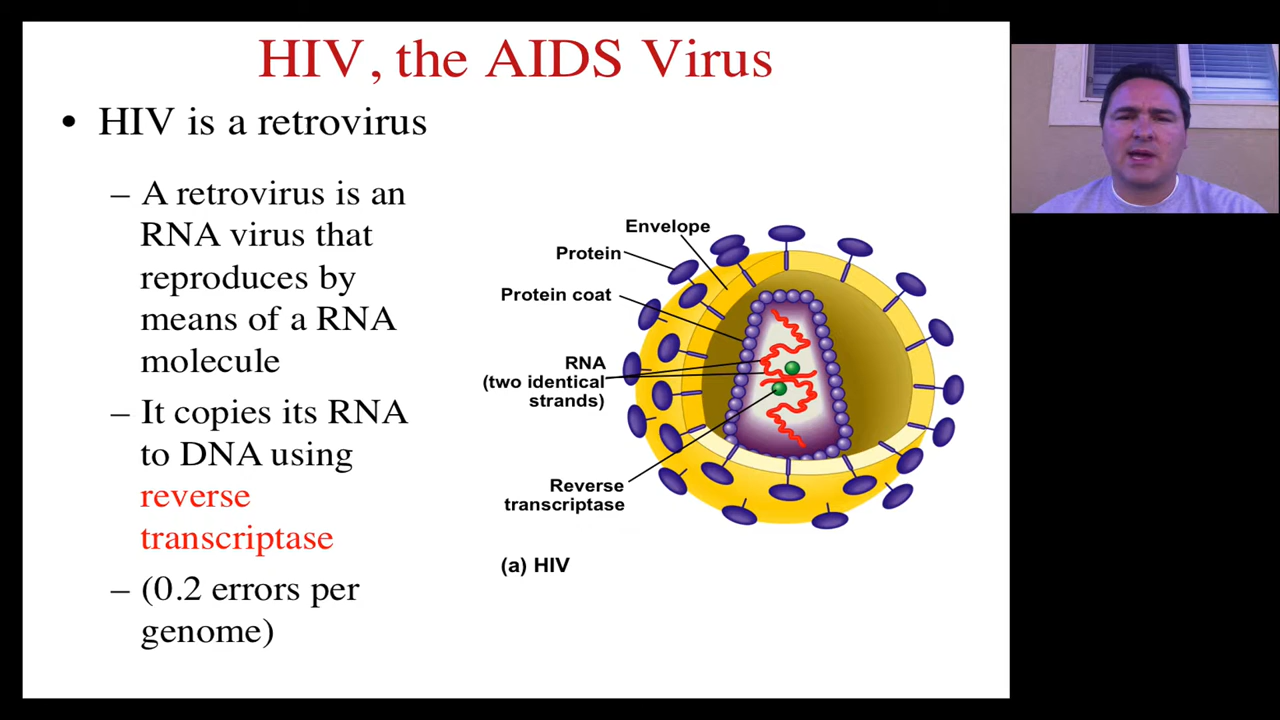 HIV, the AIDS Virus
• HIV is a retrovirus
– A retrovirus is an
RNA virus that
reproduces by
means of a RNA
molecule
– It copies its RNA
to DNA using
reverse
transcriptase
– (0.2 errors per
genome)
Envelope
Protein
Protein coat
RNA
(two identical
strands)
Reverse
transcriptase
(a) HIV